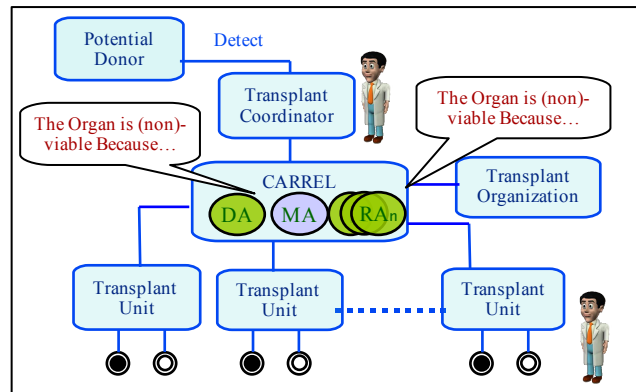 Potential
Donor
Detect
Transplant
Coordinator
The Organ is (non)-
viable Because…
The Organ is (non)-
viable Because…
CARREL
DA
MA
RAn
Transplant
Organization
Transplant
Unit
Transplant
Unit
Transplant
Unit